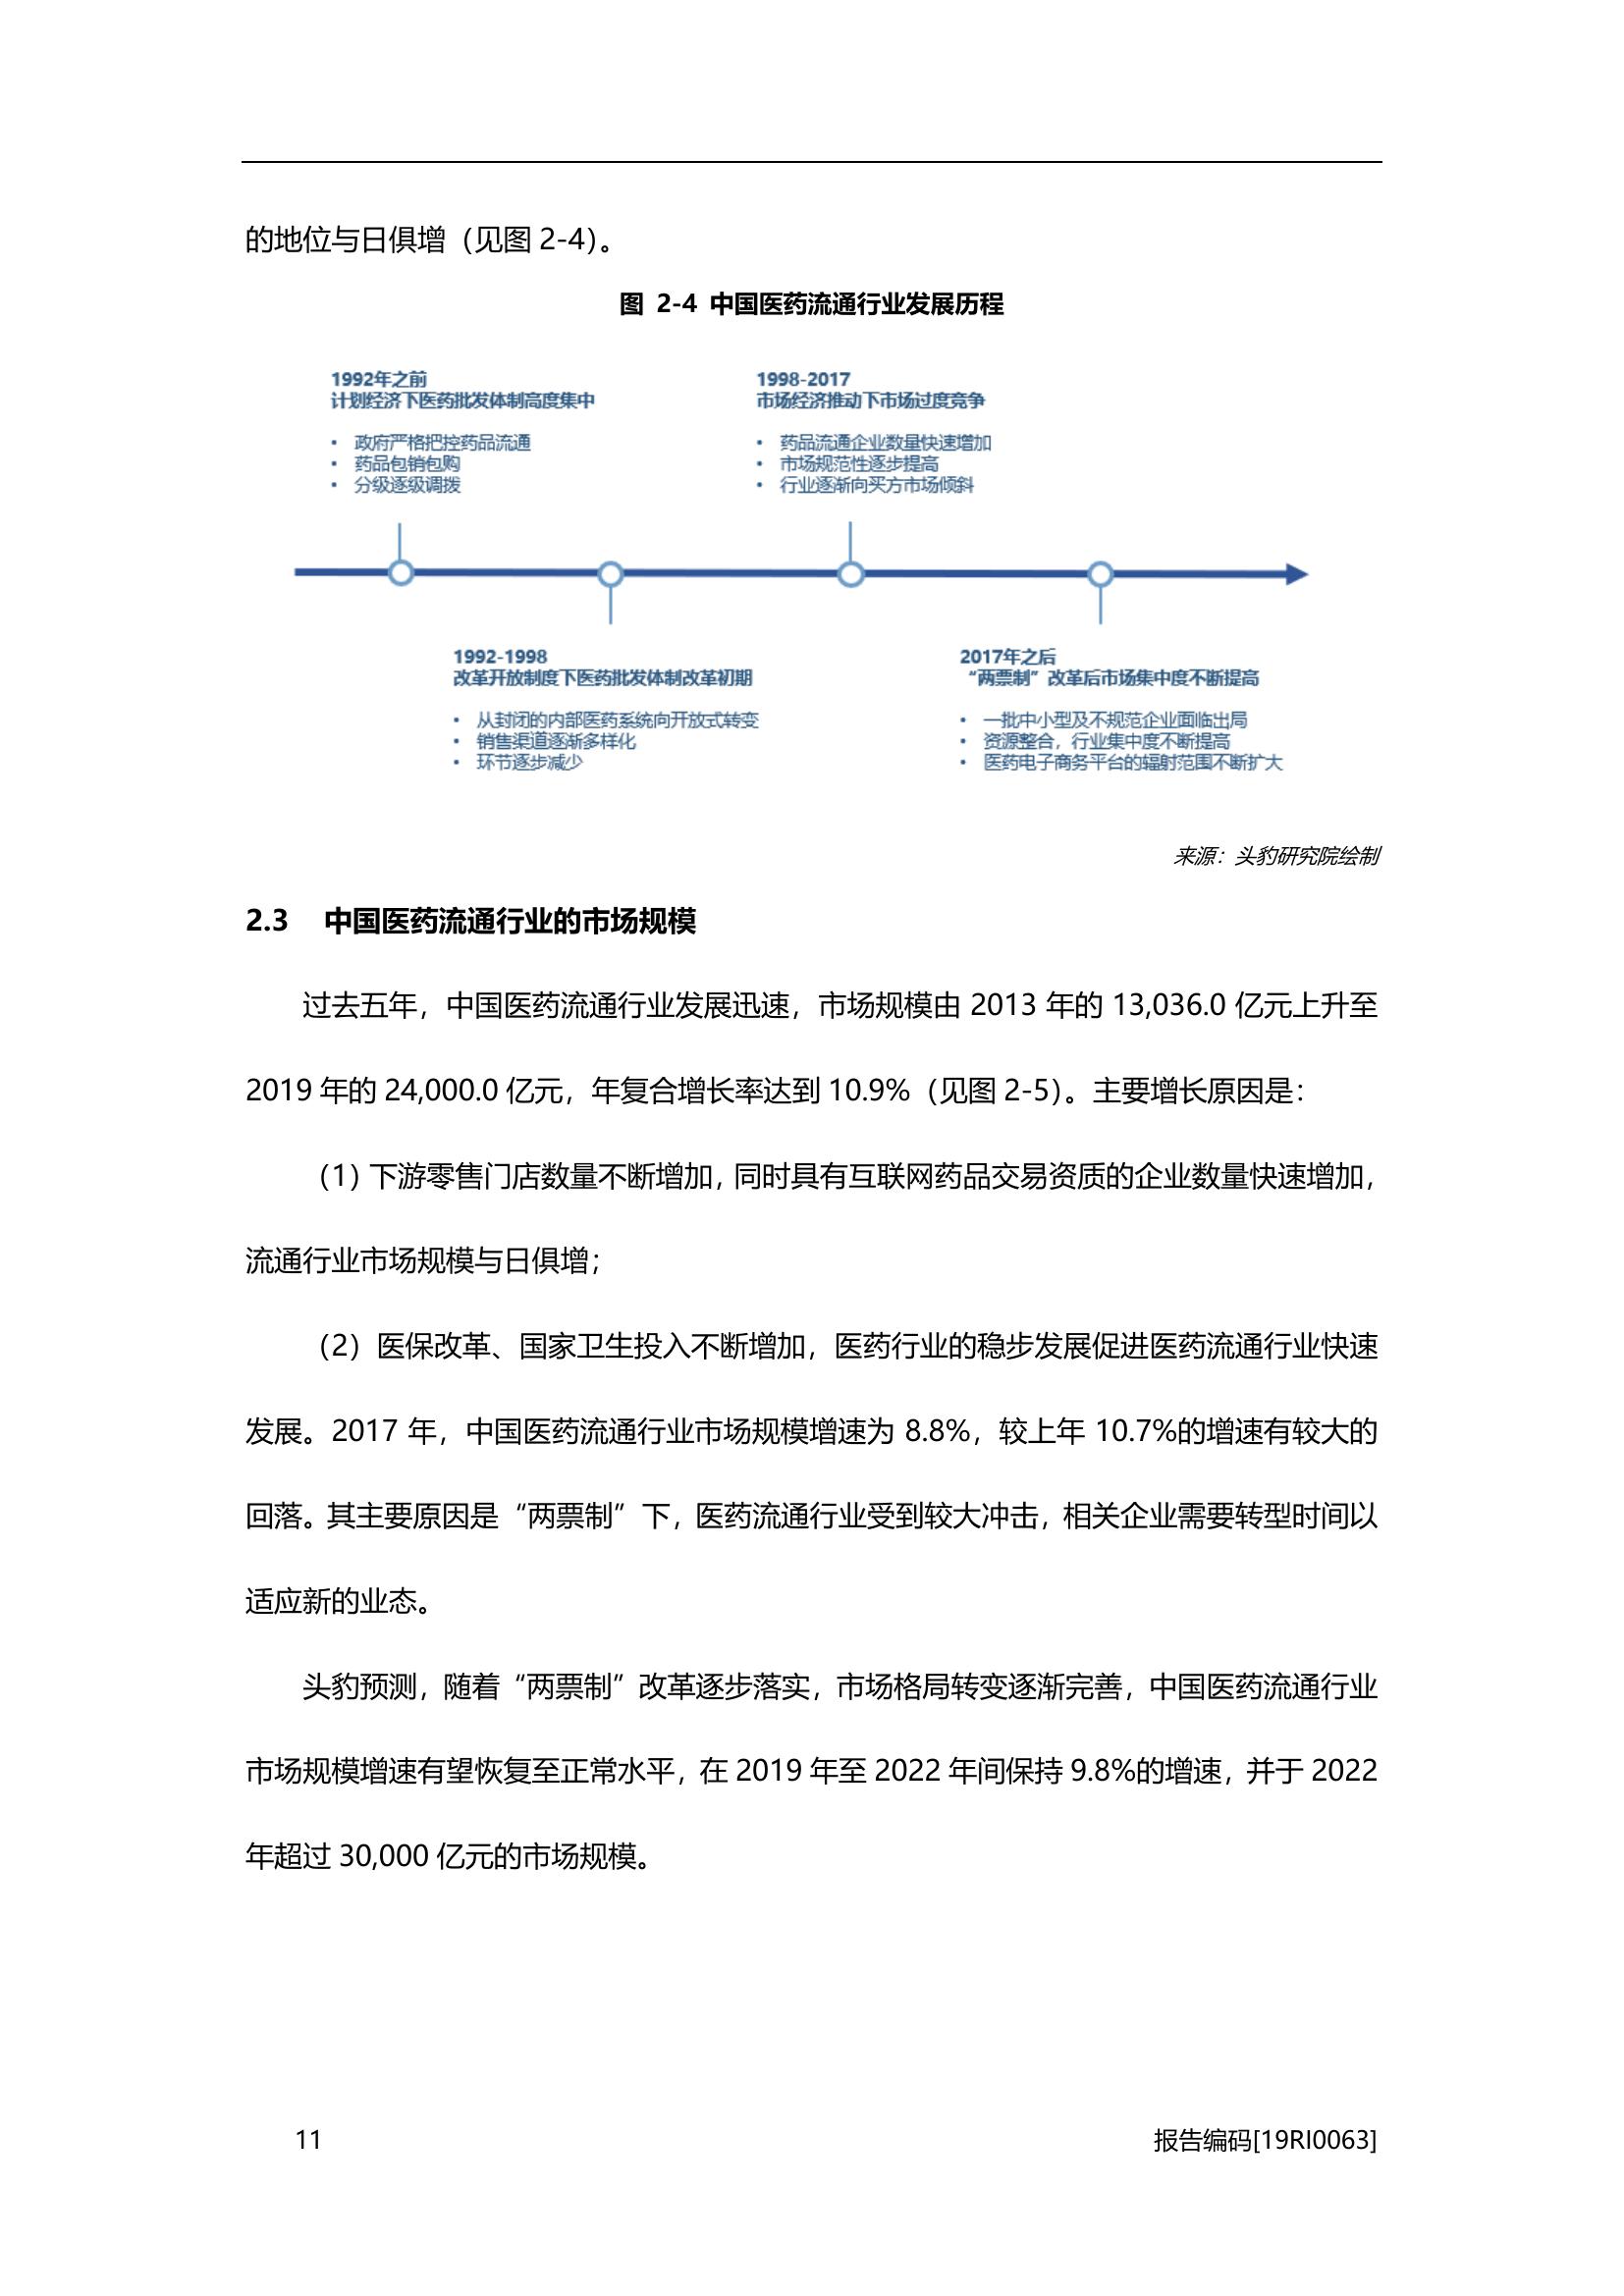 的地位与日俱增（见图 2-4）。
图 2-4 中国医药流通行业发展历程
1992年之前
计划经济下医药批发体制高度集中
• 政府严格把控药品流通
• 药品包销包购
• 分级逐级调拨
1998-2017
市场经济推动下市场过度竞争
• 药品流通企业数量快速增加
• 市场规范性逐步提高
• 行业逐渐向买方市场倾斜
1992-1998
改革开放制度下医药批发体制改革初期
• 从封闭的内部医药系统向开放式转变
• 销售渠道逐渐多样化
• 环节逐步减少
2017年之后
“两票制”改革后市场集中度不断提高
• 一批中小型及不规范企业面临出局
• 资源整合，行业集中度不断提高
• 医药电子商务平台的辐射范围不断扩大
来源：头豹研究院绘制
2.3 中国医药流通行业的市场规模
过去五年，中国医药流通行业发展迅速，市场规模由 2013 年的 13,036.0 亿元上升至
2019 年的 24,000.0 亿元，年复合增长率达到 10.9%（见图 2-5）。主要增长原因是：
（1）下游零售门店数量不断增加，同时具有互联网药品交易资质的企业数量快速增加，
流通行业市场规模与日俱增；
（2）医保改革、国家卫生投入不断增加，医药行业的稳步发展促进医药流通行业快速
发展。2017 年，中国医药流通行业市场规模增速为 8.8%，较上年 10.7%的增速有较大的
回落。其主要原因是“两票制”下，医药流通行业受到较大冲击，相关企业需要转型时间以
适应新的业态。
头豹预测，随着“两票制”改革逐步落实，市场格局转变逐渐完善，中国医药流通行业
市场规模增速有望恢复至正常水平，在 2019 年至 2022 年间保持 9.8%的增速，并于 2022
年超过 30,000 亿元的市场规模。
11
报告编码[19RI0063]